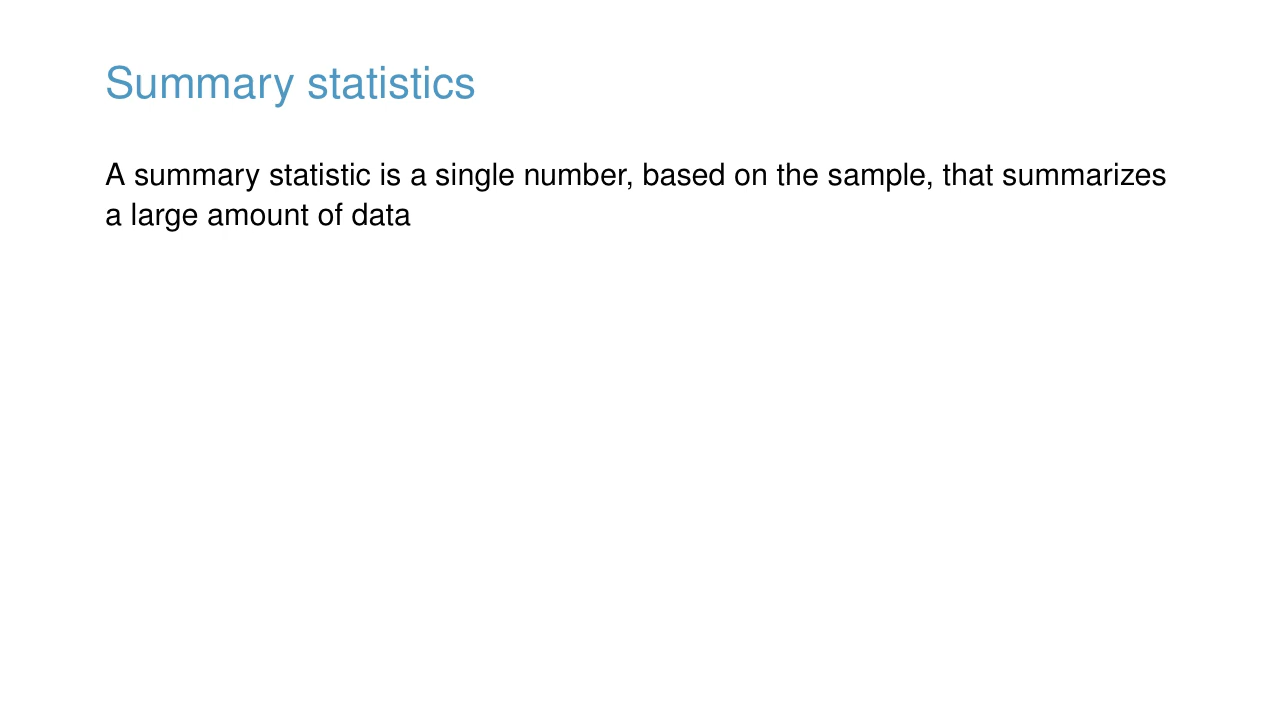 Summary statistics
A summary statistic is a single number, based on the sample, that summarizes
a large amount of data